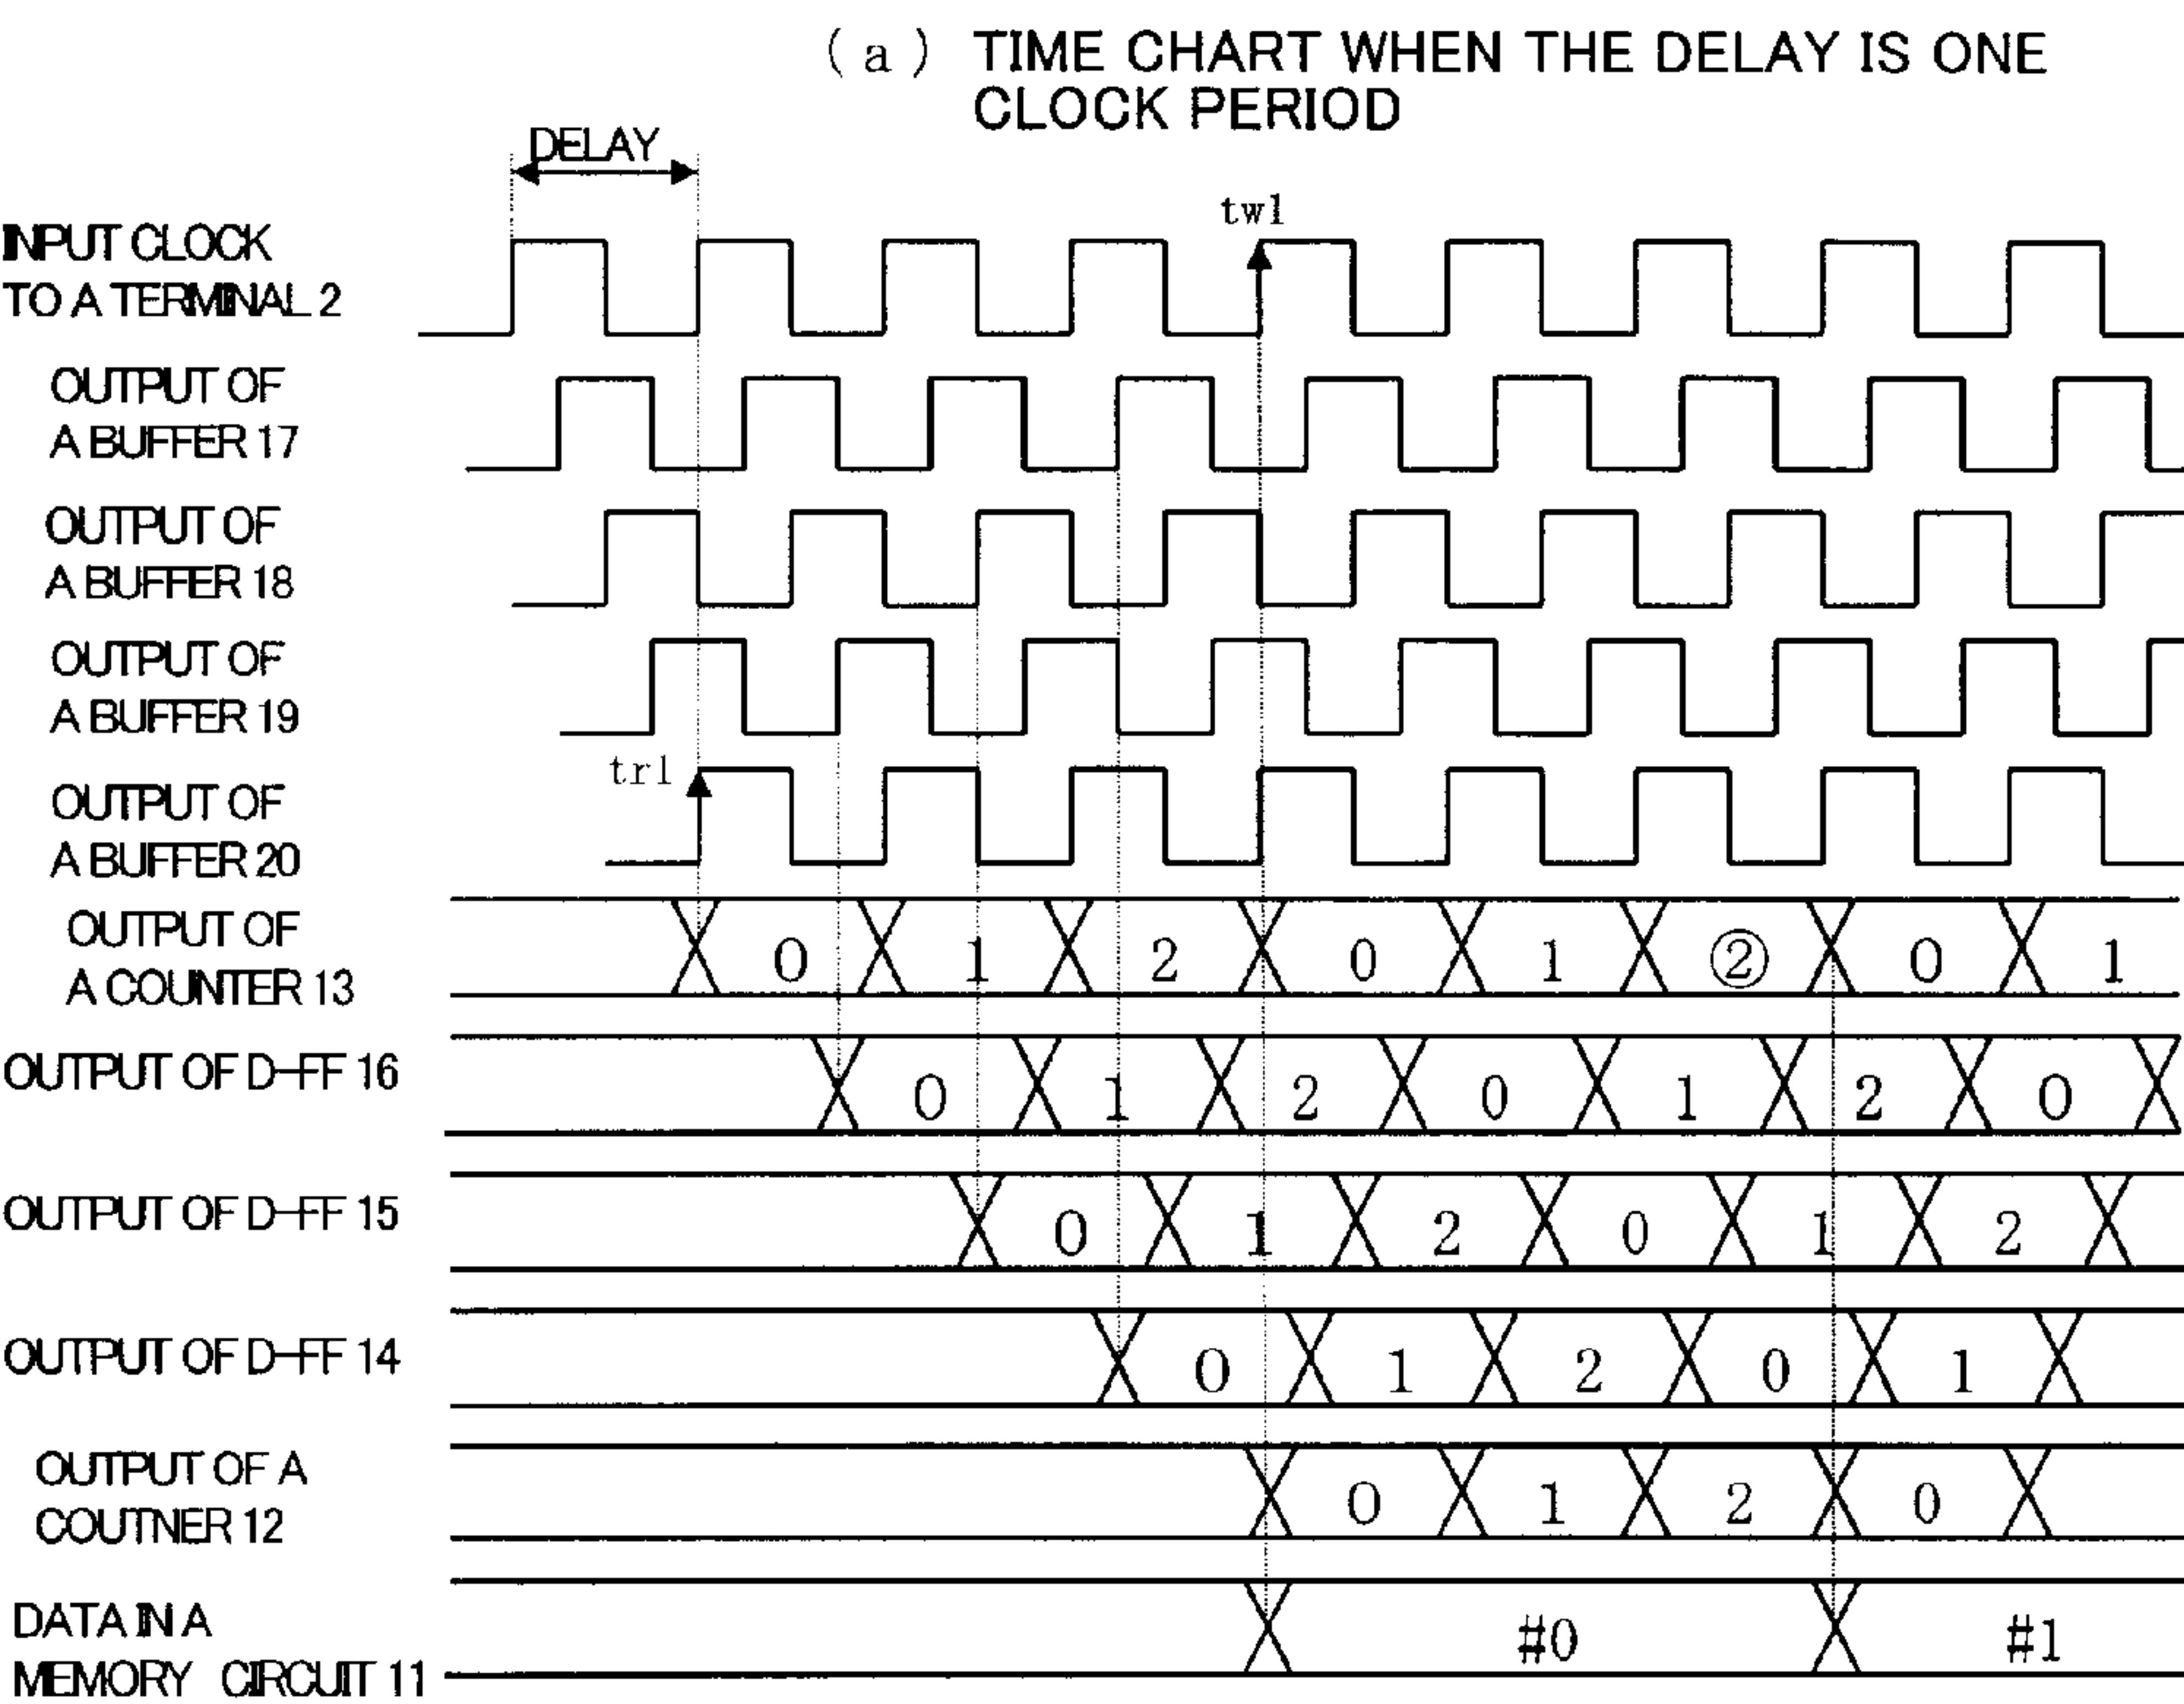 (a) TIME CHART WHEN THE DELAY IS ONE
CLOCK PERIOD
DELAY
tw1
INPUT CLOCK
TO A TERMINAL 2
OUTPUT OF
A BUFFER 17
OUTPUT OF
A BUFFER 18
OUTPUT OF
A BUFFER 19
tr1
OUTPUT OF
A BUFFER 20
OUTPUT OF
A COUNTER 13
0 1 2 0 1 ② 0 1
OUTPUT OF D-FF 16
0 1 2 0 1 2 0
OUTPUT OF D-FF 15
0 1 2 0 1 2
OUTPUT OF D-FF 14
0 1 2 0 1
OUTPUT OF A
COUTNER 12
0 1 2 0
DATA IN A
MEMORY CIRCUIT 11
#0 #1